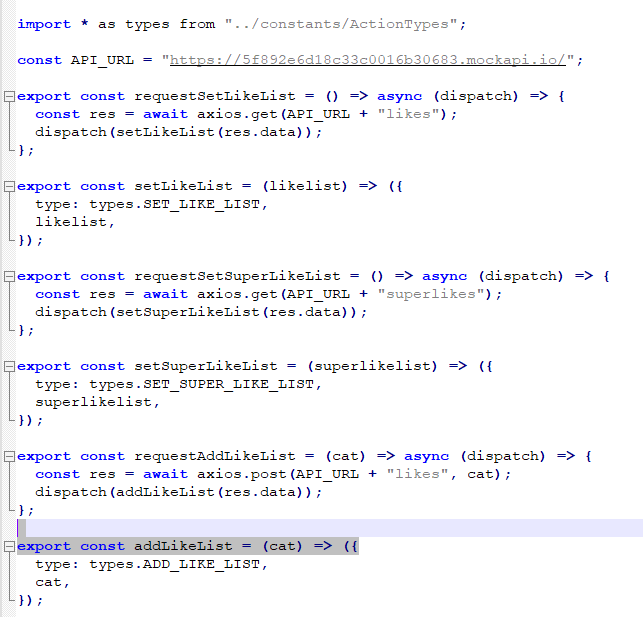 import * as types from "../constants/ActionTypes";
const API_URL = "https://5f892e6d18c33c0016b30683.mockapi.io/";
export const requestSetLikeList = () => async (dispatch) => {
  const res = await axios.get(API_URL + "likes");
  dispatch(setLikeList(res.data));
};
export const setLikeList = (likelist) => ({
  type: types.SET_LIKE_LIST,
  likelist,
});
export const requestSetSuperLikeList = () => async (dispatch) => {
  const res = await axios.get(API_URL + "superlikes");
  dispatch(setSuperLikeList(res.data));
};
export const setSuperLikeList = (superlikelist) => ({
  type: types.SET_SUPER_LIKE_LIST,
  superlikelist,
});
export const requestAddLikeList = (cat) => async (dispatch) => {
  const res = await axios.post(API_URL + "likes", cat);
  dispatch(addLikeList(res.data));
};
export const addLikeList = (cat) => ({
  type: types.ADD_LIKE_LIST,
  cat,
});